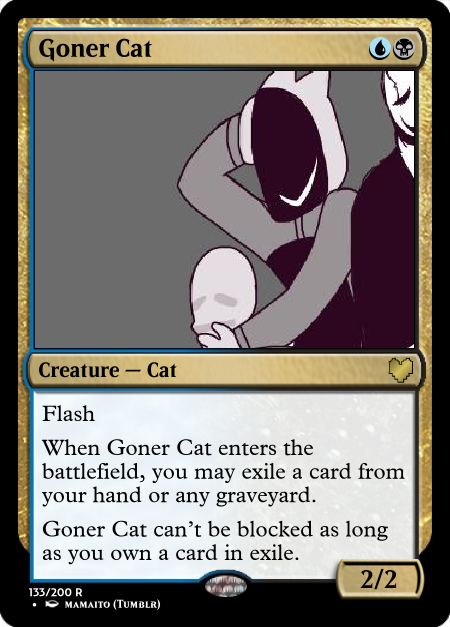 Goner Cat
Creature — Cat
Flash
When Goner Cat enters the
battlefield, you may exile a card from
your hand or any graveyard.
Goner Cat can't be blocked as long
as you own a card in exile.
2/2
133/200 R
• MAMAITO (TUMBLR)